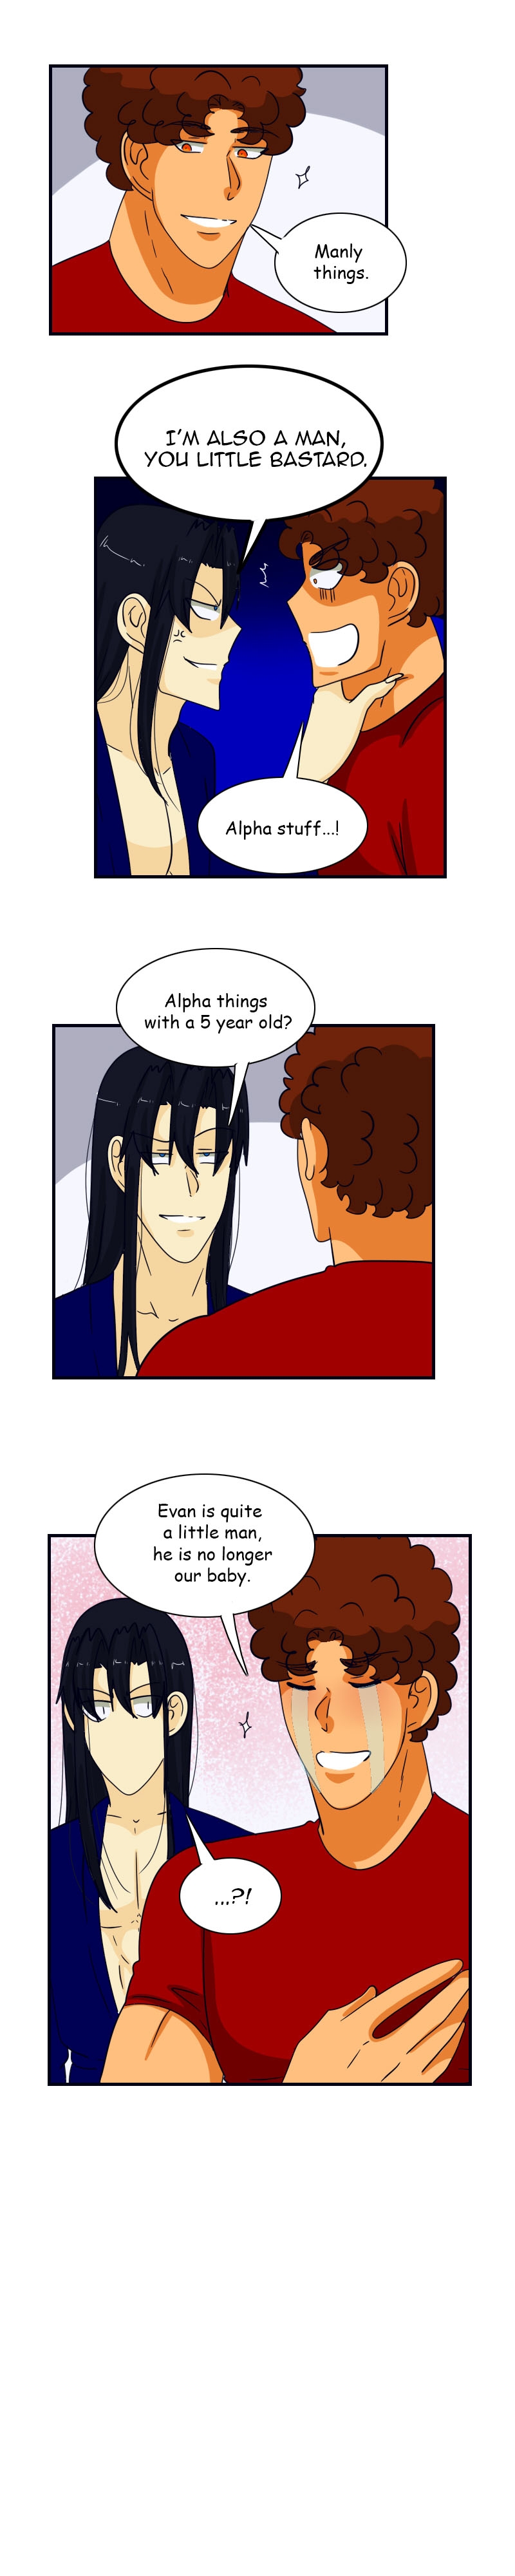 Manly
things.
I'M ALSO A MAN,
YOU LITTLE BASTARD.
Alpha stuff...!
Alpha things
with a 5 year old?
Evan is quite
a little man,
he is no longer
our baby.
...?!